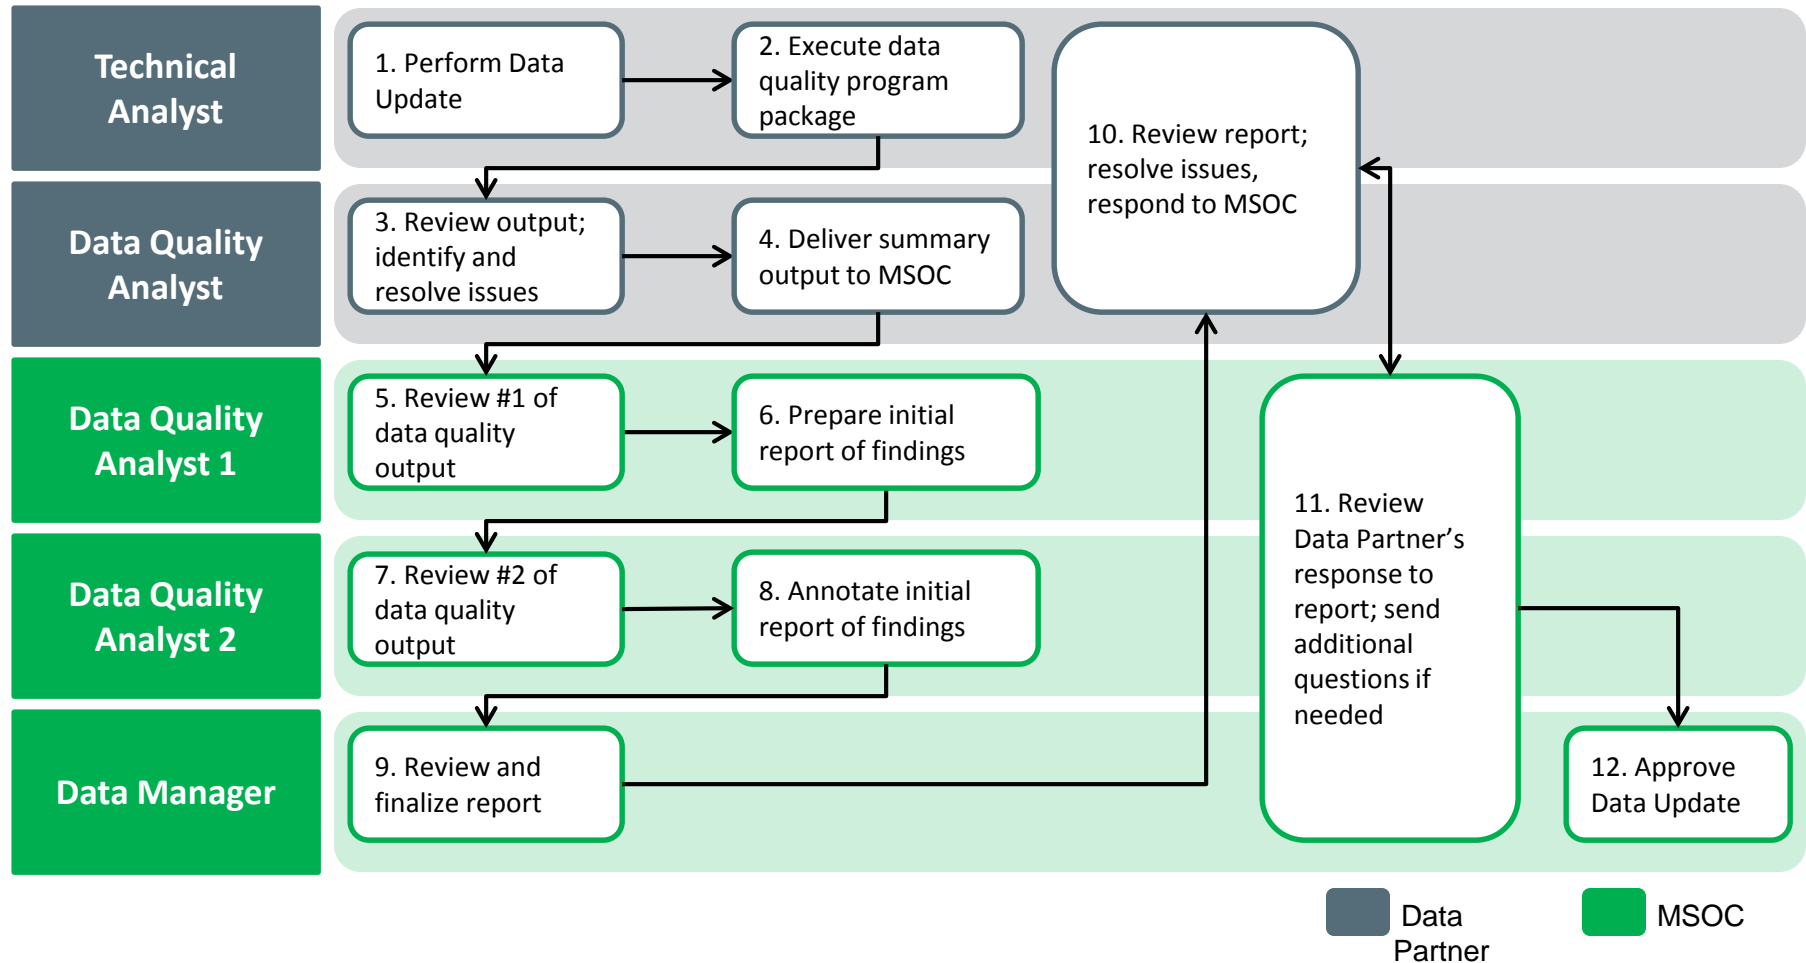 Technical
Analyst
1. Perform Data
Update
2. Execute data
quality program
package
10. Review report;
resolve issues,
respond to MSOC
Data Quality
Analyst
3. Review output;
identify and
resolve issues
4. Deliver summary
output to MSOC
Data Quality
Analyst 1
5. Review #1 of
data quality
output
6. Prepare initial
report of findings
11. Review
Data Partner’s
response to
report; send
additional
questions if
needed
Data Quality
Analyst 2
7. Review #2 of
data quality
output
8. Annotate initial
report of findings
Data Manager
9. Review and
finalize report
12. Approve
Data Update
Data
Partner
MSOC